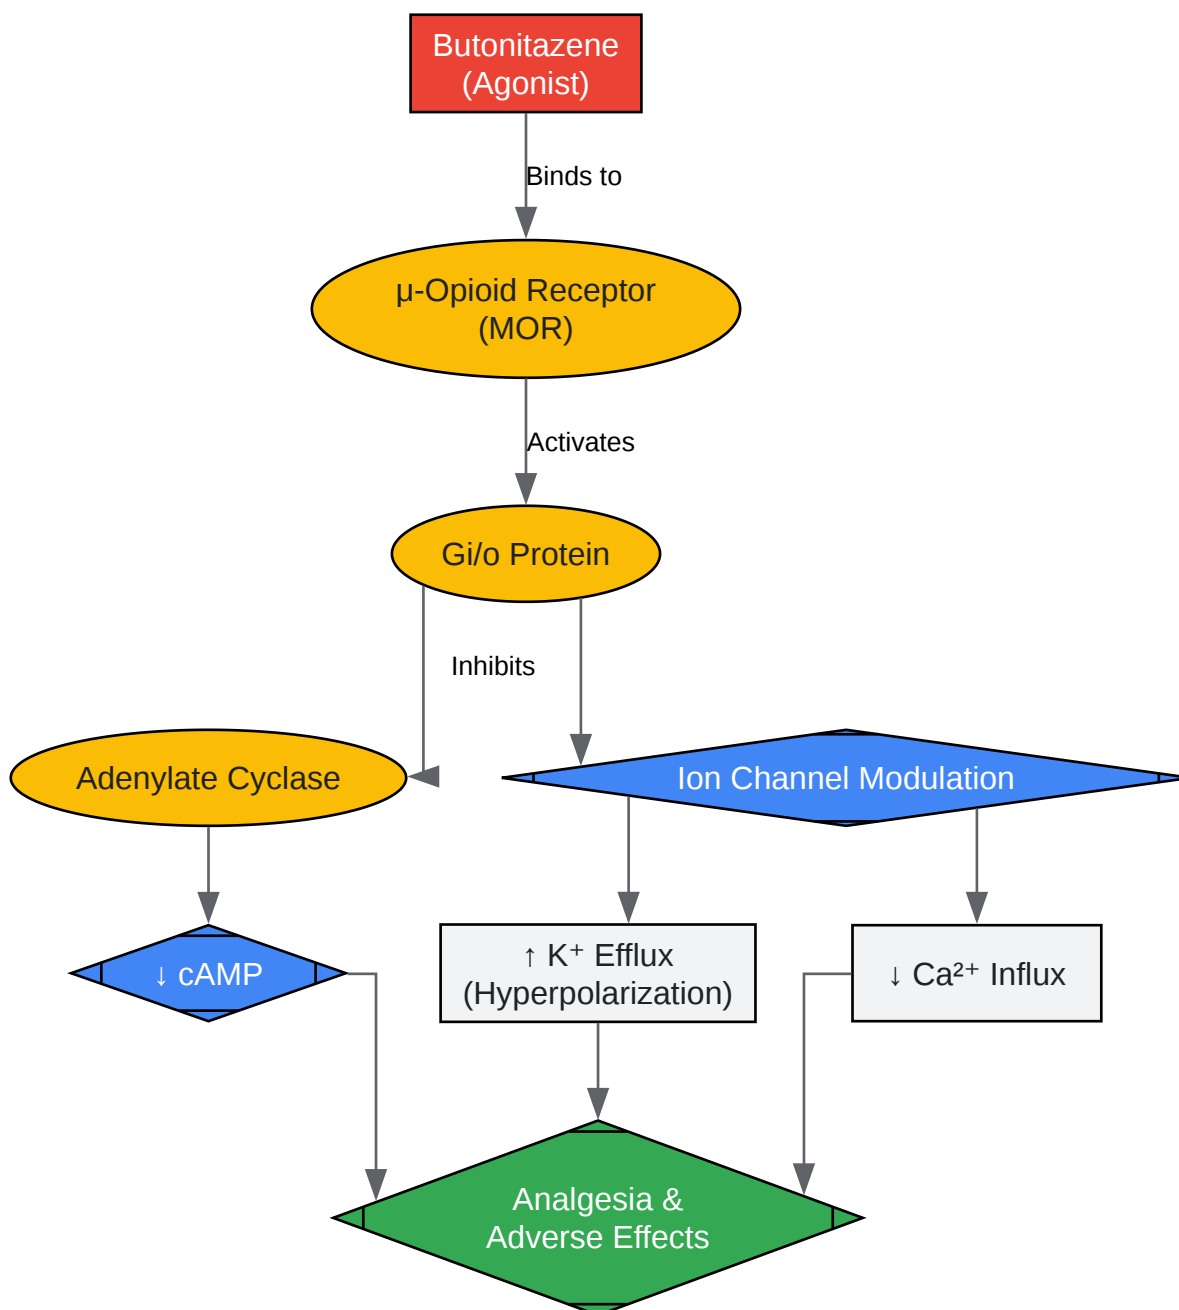 Butonitazene
(Agonist)
Binds to
μ-Opioid Receptor
(MOR)
Activates
Gi/o Protein
Inhibits
Adenylate Cyclase
Ion Channel Modulation
↓ cAMP
↑ K⁺ Efflux
(Hyperpolarization)
↓ Ca²⁺ Influx
Analgesia &
Adverse Effects